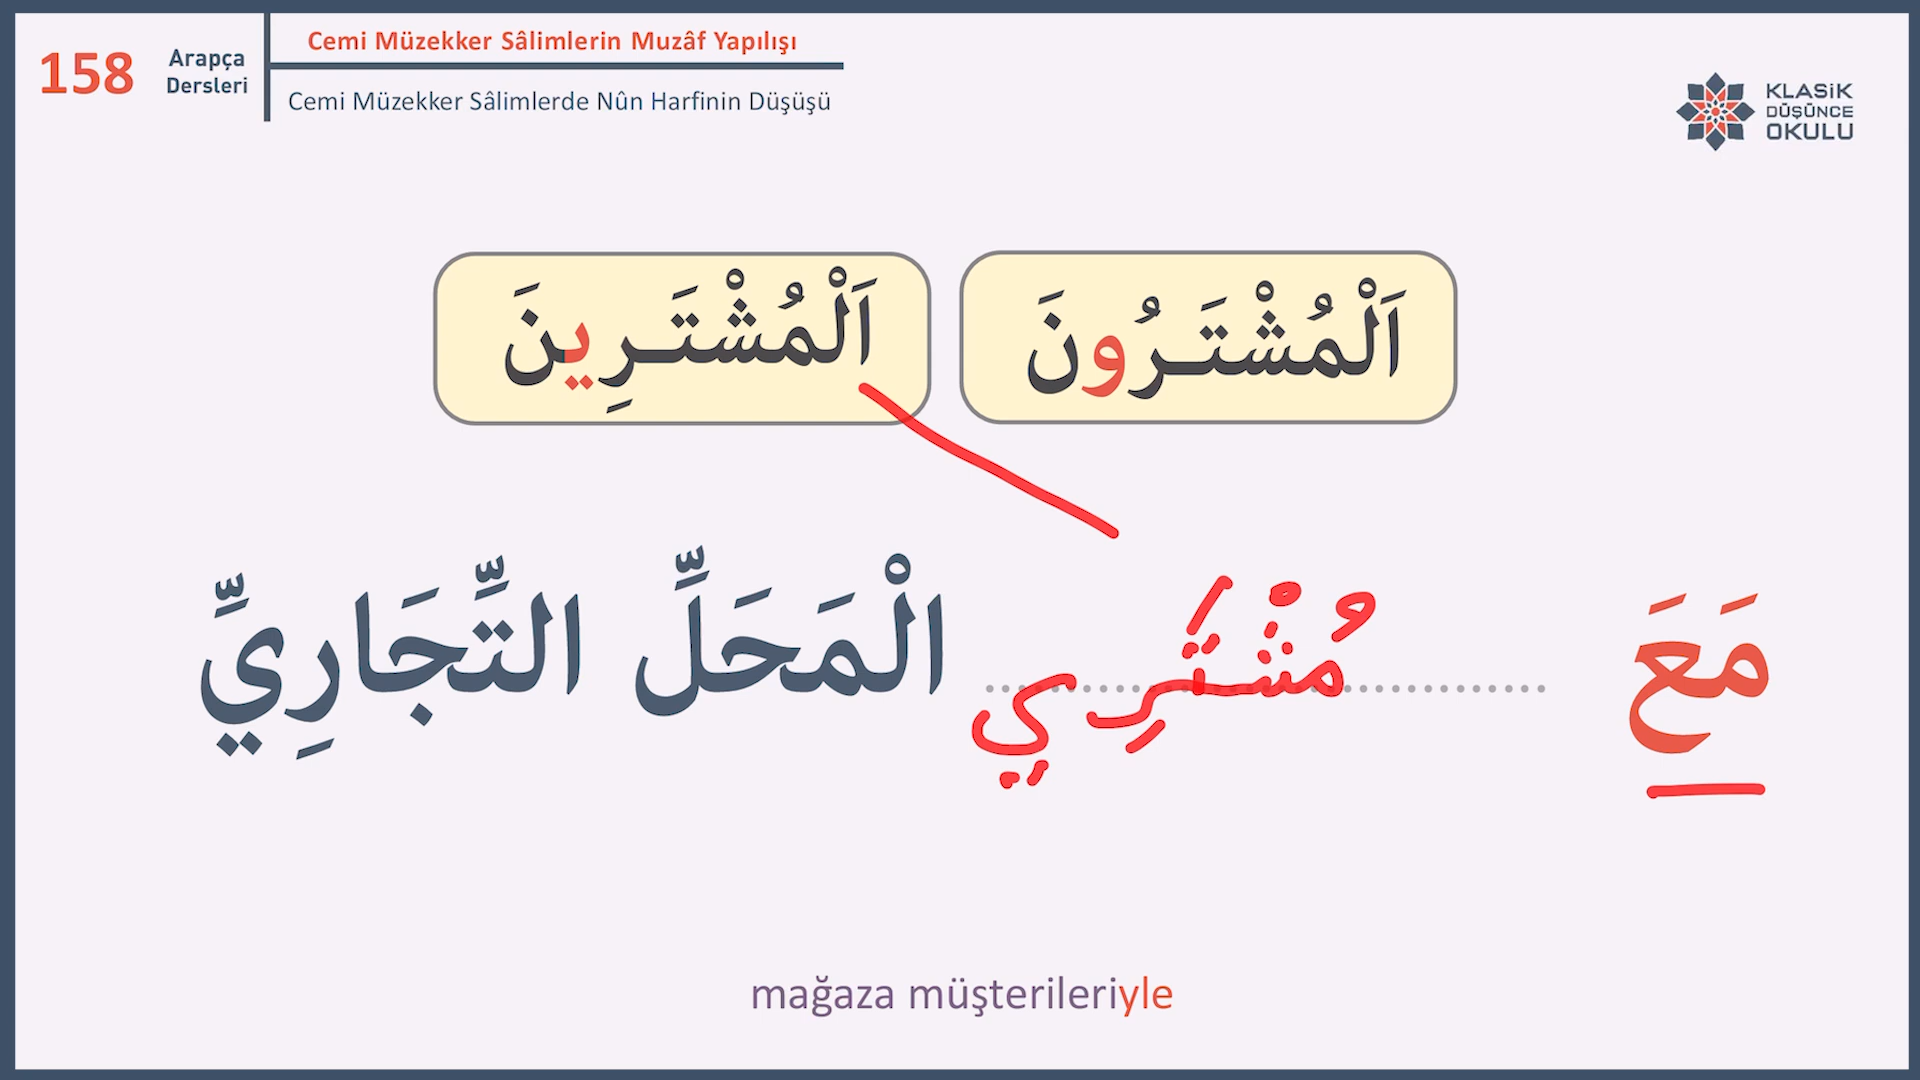 158
Arapça
Dersleri
Cemi Müzekker Sâlimlerin Muzâf Yapılışı
Cemi Müzekker Sâlimlerde Nûn Harfinin Düşüşü
KLASİK
DÜŞÜNCE
OKULU
اَلْمُشْتَرُونَ اَلْمُشْتَرِينَ
مَعَ مُشْتَرِي الْمَحَلِّ التِّجَارِيِّ
mağaza müşterileriyle